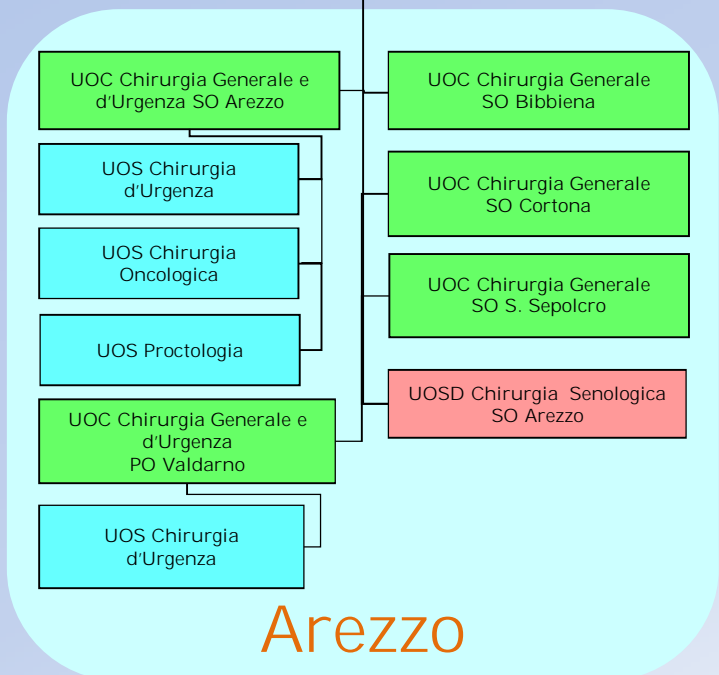 UOC Chirurgia Generale e
d'Urgenza SO Arezzo
UOS Chirurgia
d'Urgenza
UOS Chirurgia
Oncologica
UOS Proctologia
UOC Chirurgia Generale e
d'Urgenza
PO Valdarno
UOS Chirurgia
d'Urgenza
UOC Chirurgia Generale
SO Bibbiena
UOC Chirurgia Generale
SO Cortona
UOC Chirurgia Generale
SO S. Sepolcro
UOSD Chirurgia Senologica
SO Arezzo
Arezzo